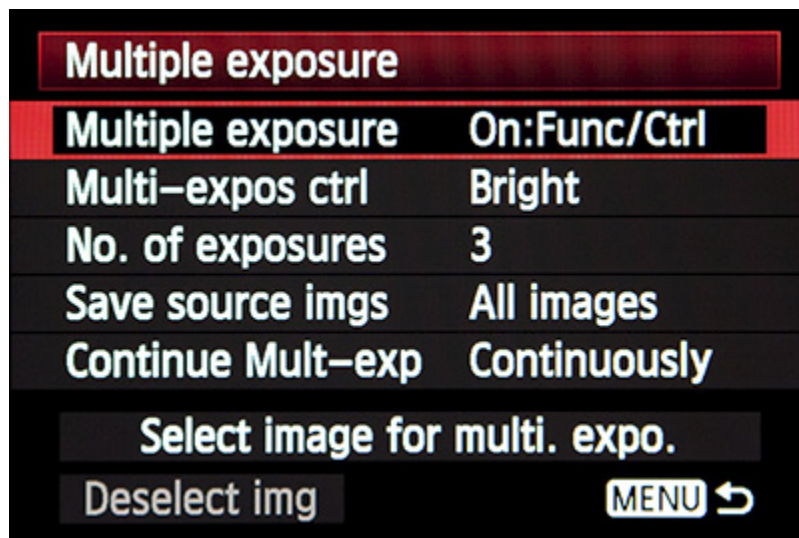 Multiple exposure
Multiple exposure On:Func/Ctrl
Multi-expos ctrl Bright
No. of exposures 3
Save source imgs All images
Continue Mult-exp Continuously
Select image for multi. expo.
Deselect img MENU